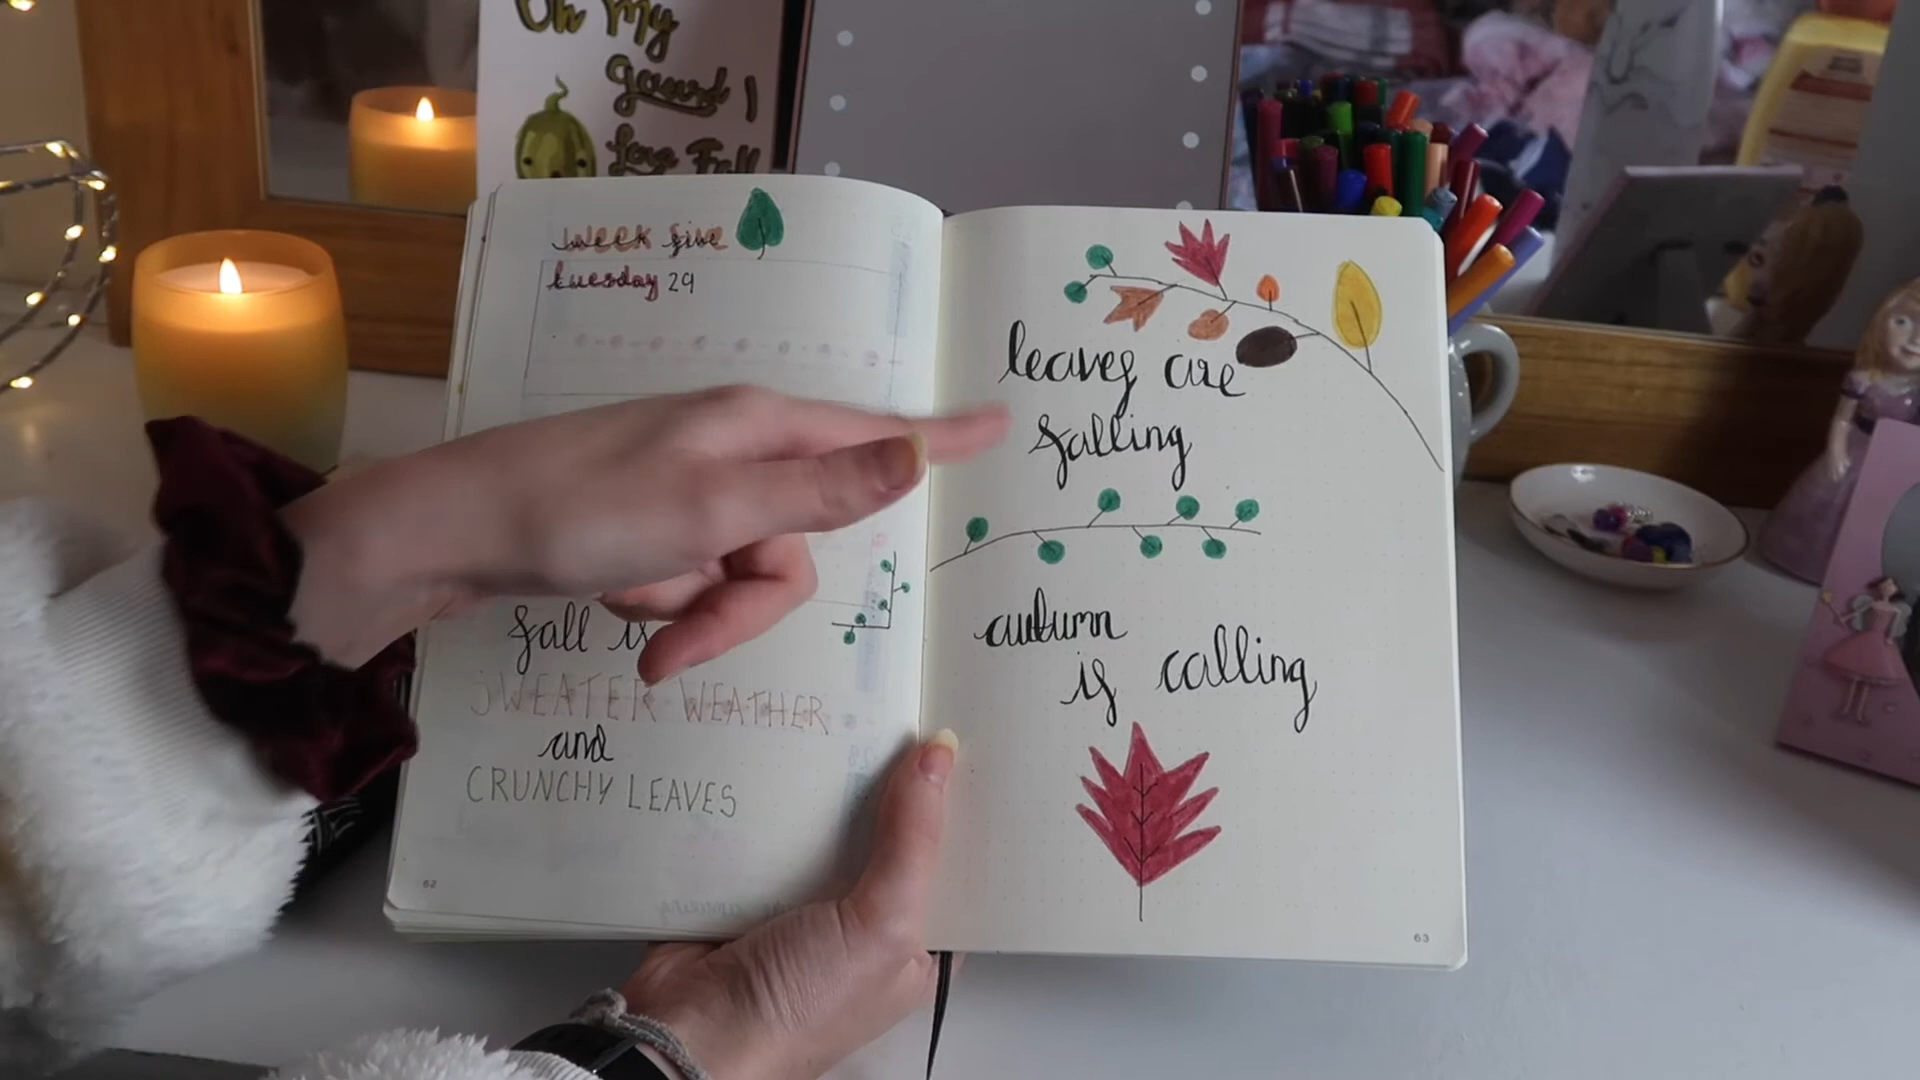 Oh My
gourd I
Love Fall
week five
tuesday 29
fall is
SWEATER WEATHER
and
CRUNCHY LEAVES
62
leaves are
falling
autumn
is calling
63